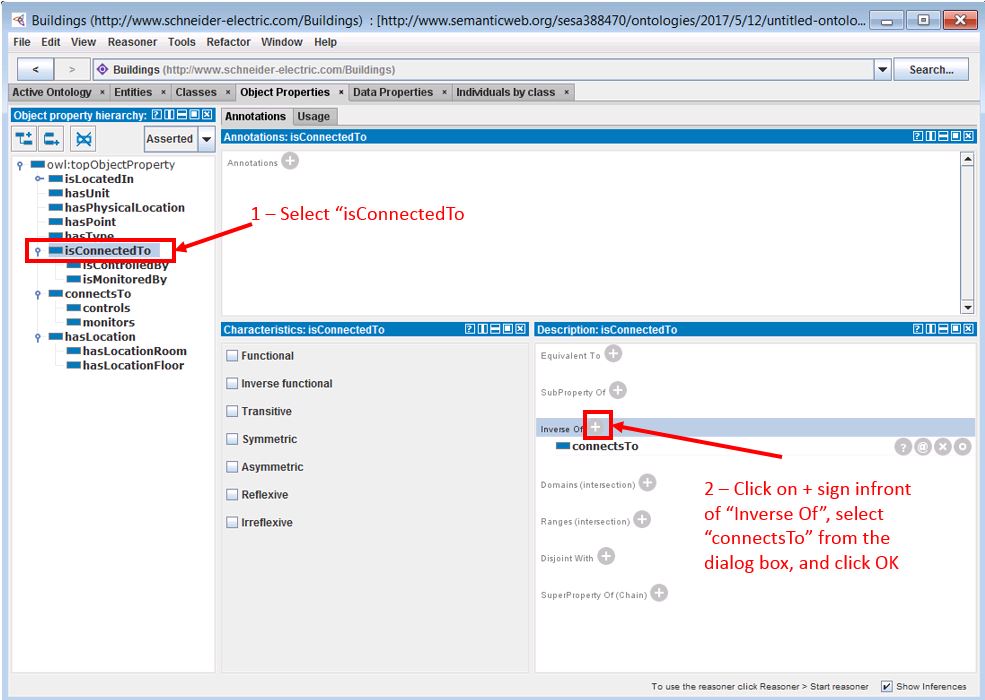 Buildings (http://www.schneider-electric.com/Buildings) : [http://www.semanticweb.org/sesa388470/ontologies/2017/5/12/untitled-ontolo...
File Edit View Reasoner Tools Refactor Window Help
< > Buildings (http://www.schneider-electric.com/Buildings) Search...
Active Ontology × Entities × Classes × Object Properties × Data Properties × Individuals by class ×
Object property hierarchy:
Asserted
owl:topObjectProperty
isLocatedIn
hasUnit
hasPhysicalLocation
hasPoint
hasType
isConnectedTo
isControlledBy
isMonitoredBy
connectsTo
controls
monitors
hasLocation
hasLocationRoom
hasLocationFloor
Annotations Usage
Annotations: isConnectedTo
Annotations
1 – Select “isConnectedTo
Characteristics: isConnectedTo
Functional
Inverse functional
Transitive
Symmetric
Asymmetric
Reflexive
Irreflexive
Description: isConnectedTo
Equivalent To
SubProperty Of
Inverse Of
connectsTo
Domains (intersection)
Ranges (intersection)
Disjoint With
SuperProperty Of (Chain)
2 – Click on + sign infront
of “Inverse Of”, select
“connectsTo” from the
dialog box, and click OK
To use the reasoner click Reasoner > Start reasoner Show Inferences